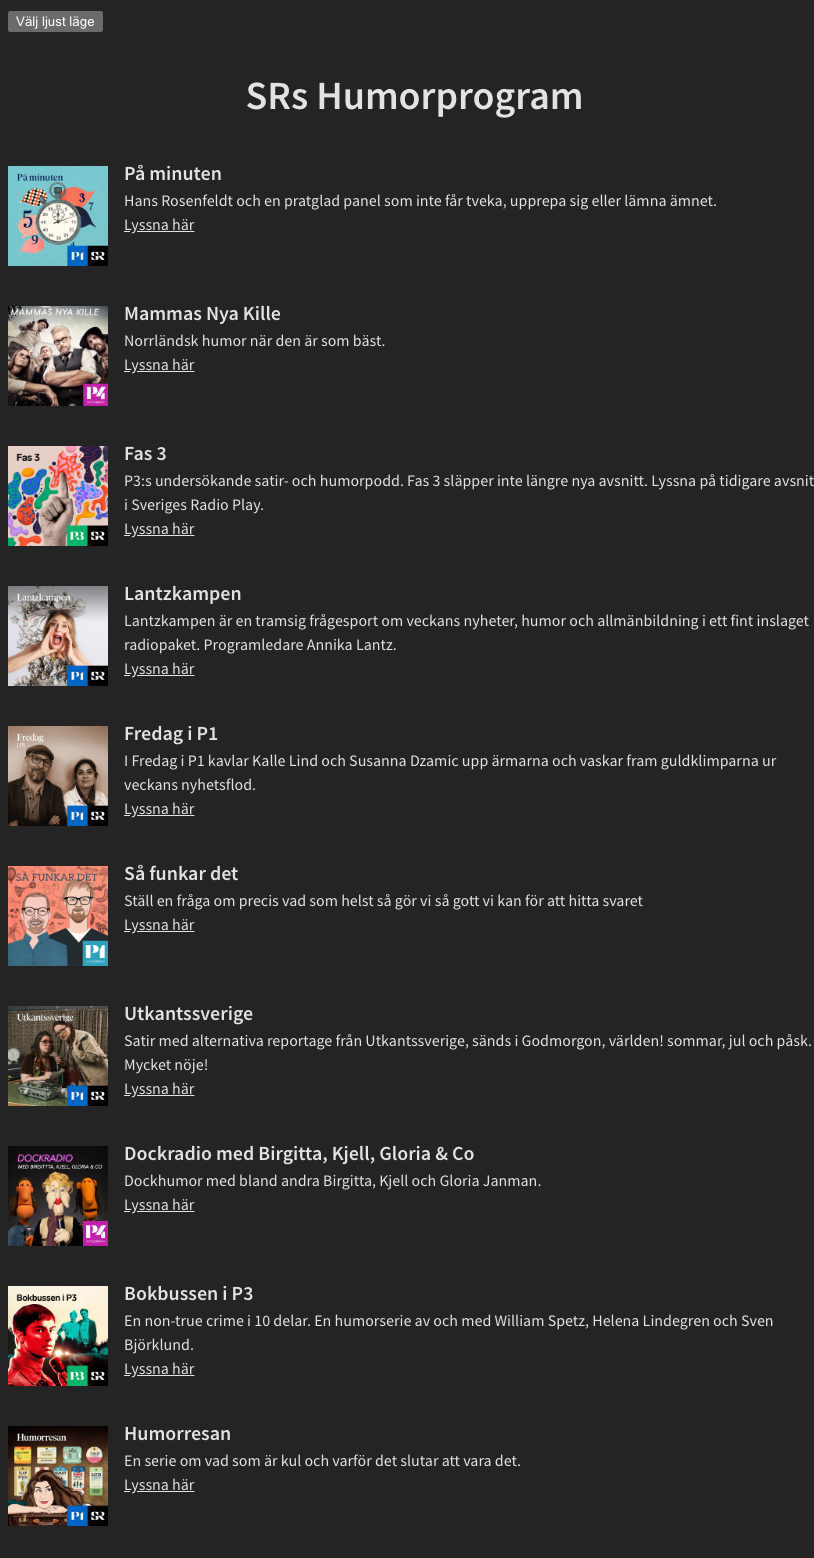 Välj ljust läge
SRs Humorprogram
På minuten
P1 SR
På minuten
Hans Rosenfeldt och en pratglad panel som inte får tveka, upprepa sig eller lämna ämnet.
Lyssna här
MAMMAS NYA KILLE
P4
Mammas Nya Kille
Norrländsk humor när den är som bäst.
Lyssna här
Fas 3
P3 SR
Fas 3
P3:s undersökande satir- och humorpodd. Fas 3 släpper inte längre nya avsnitt. Lyssna på tidigare avsnit
i Sveriges Radio Play.
Lyssna här
Lantzkampen
P1 SR
Lantzkampen
Lantzkampen är en tramsig frågesport om veckans nyheter, humor och allmänbildning i ett fint inslaget
radiopaket. Programledare Annika Lantz.
Lyssna här
Fredag
i P1
P1 SR
Fredag i P1
I Fredag i P1 kavlar Kalle Lind och Susanna Dzamic upp ärmarna och vaskar fram guldklimparna ur
veckans nyhetsflod.
Lyssna här
SÅ FUNKAR DET
P1
Så funkar det
Ställ en fråga om precis vad som helst så gör vi så gott vi kan för att hitta svaret
Lyssna här
Utkantssverige
P1 SR
Utkantssverige
Satir med alternativa reportage från Utkantssverige, sänds i Godmorgon, världen! sommar, jul och påsk.
Mycket nöje!
Lyssna här
DOCKRADIO
MED BIRGITTA, KJELL, GLORIA & CO
P4
Dockradio med Birgitta, Kjell, Gloria & Co
Dockhumor med bland andra Birgitta, Kjell och Gloria Janman.
Lyssna här
Bokbussen i P3
P3 SR
Bokbussen i P3
En non-true crime i 10 delar. En humorserie av och med William Spetz, Helena Lindegren och Sven
Björklund.
Lyssna här
Humorresan
P1 SR
Humorresan
En serie om vad som är kul och varför det slutar att vara det.
Lyssna här